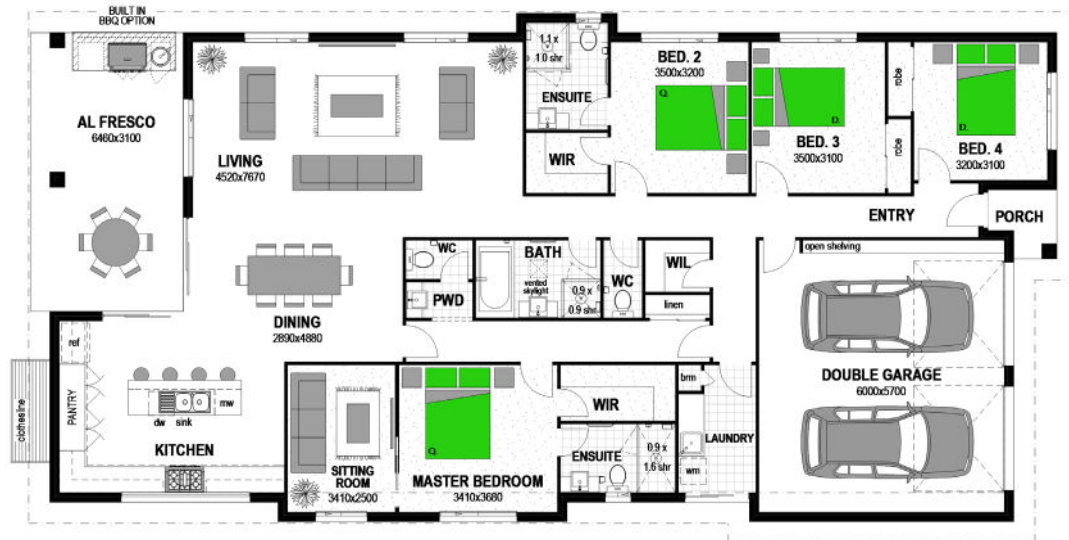 BUILT IN
BBQ OPTION
AL FRESCO
6460x3100
LIVING
4520x7670
1.1 x
1.0 shr
ENSUITE
WIR
BED. 2
3500x3200
Q.
BED. 3
3500x3100
D.
robe
robe
BED. 4
3200x3100
D.
ENTRY
PORCH
WC
PWD
BATH
vented
skylight
0.9 x
0.9 shr
WC
WIL
linen
open shelving
DINING
2890x4880
ref
PANTRY
clothesline
dw
sink
mw
KITCHEN
SITTING
ROOM
3410x2500
Q.
MASTER BEDROOM
3410x3680
WIR
ENSUITE
0.9 x
1.6 shr
brm
LAUNDRY
wm
DOUBLE GARAGE
6000x5700